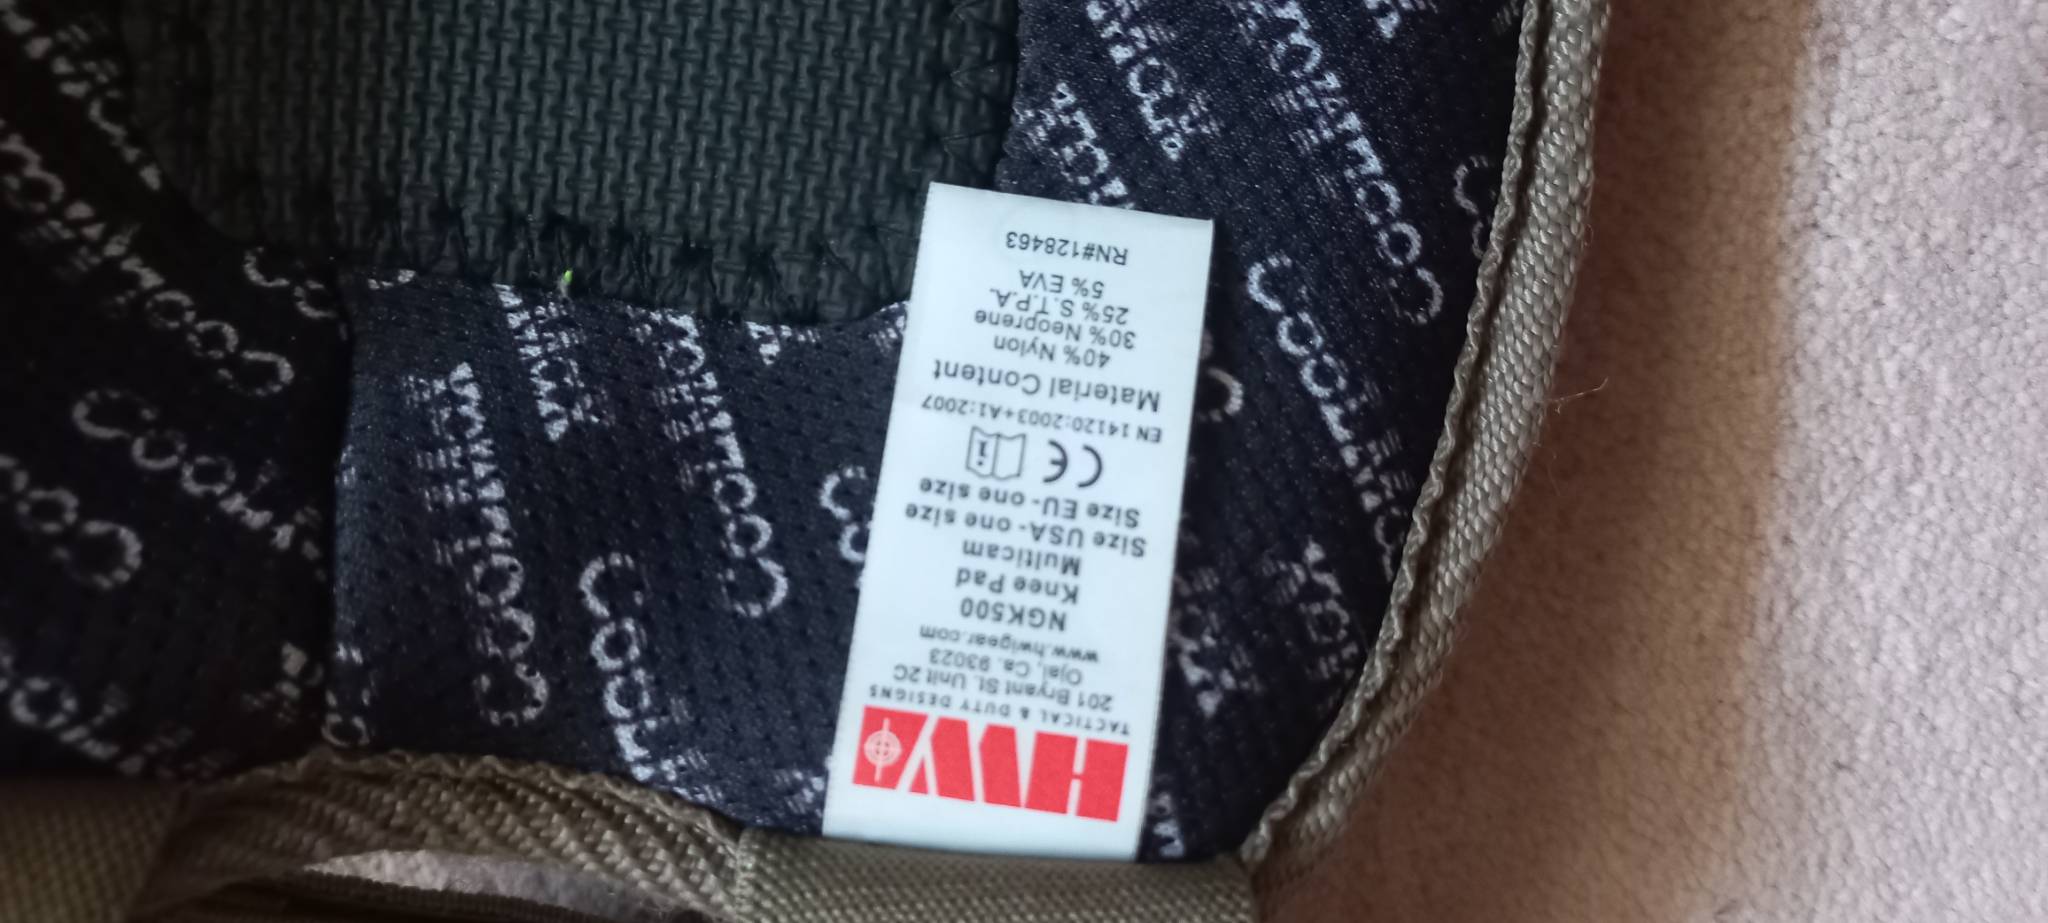 HWI
TACTICAL & DUTY DESIGNS
201 Bryant St. Unit 2C
Ojai, Ca. 93023
www.hwigear.com
NGK500
Knee Pad
Multicam
Size USA- one size
Size EU- one size
CE i
EN 14120:2003+A1:2007
Material Content
40% Nylon
30% Neoprene
25% S.T.P.A.
5% EVA
RN#128463